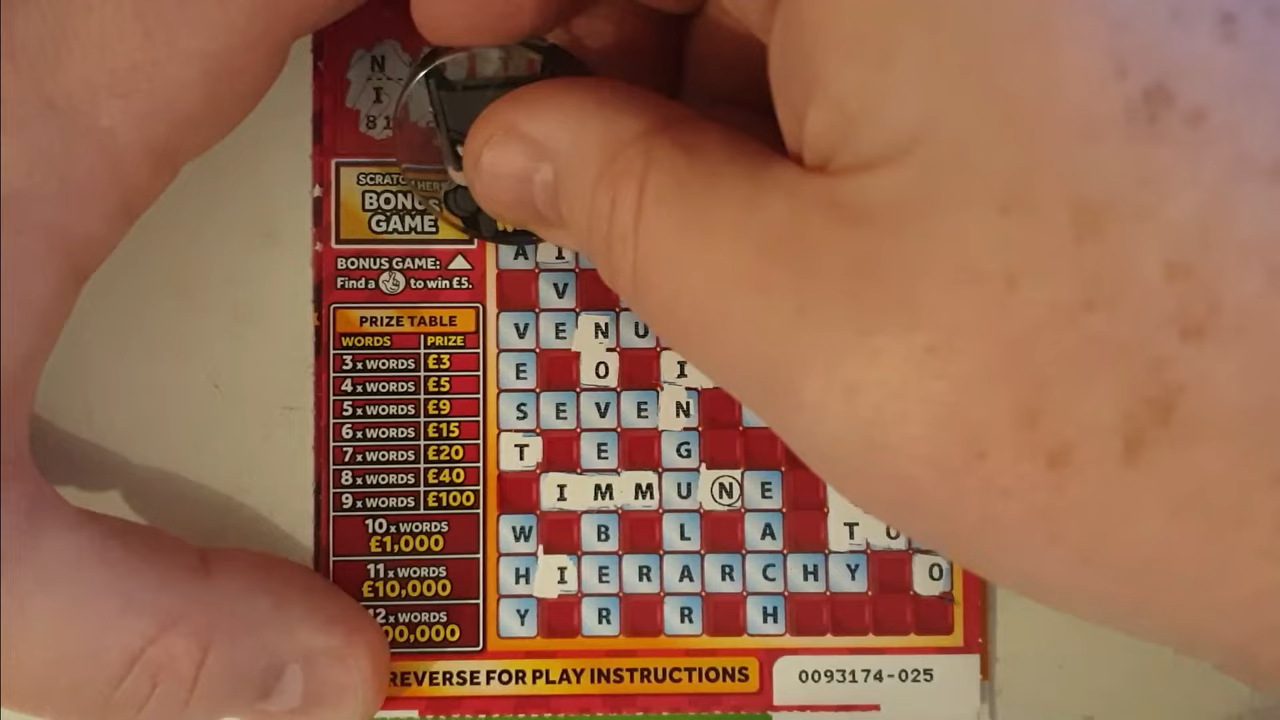 N
I
81
BONUS
GAME
BONUS GAME:
Find a to win £5.
PRIZE TABLE
WORDS PRIZE
3 x WORDS £3
4 x WORDS £5
5 x WORDS £9
6 x WORDS £15
7 x WORDS £20
8 x WORDS £40
9 x WORDS £100
10 x WORDS
£1,000
11 x WORDS
£10,000
WORDS
A I
V
V E N U
E O I
S E V E N
T E G
I M M U N E
W B L A T
H I E R A R C H Y O
Y R R H
REVERSE FOR PLAY INSTRUCTIONS
0093174-025